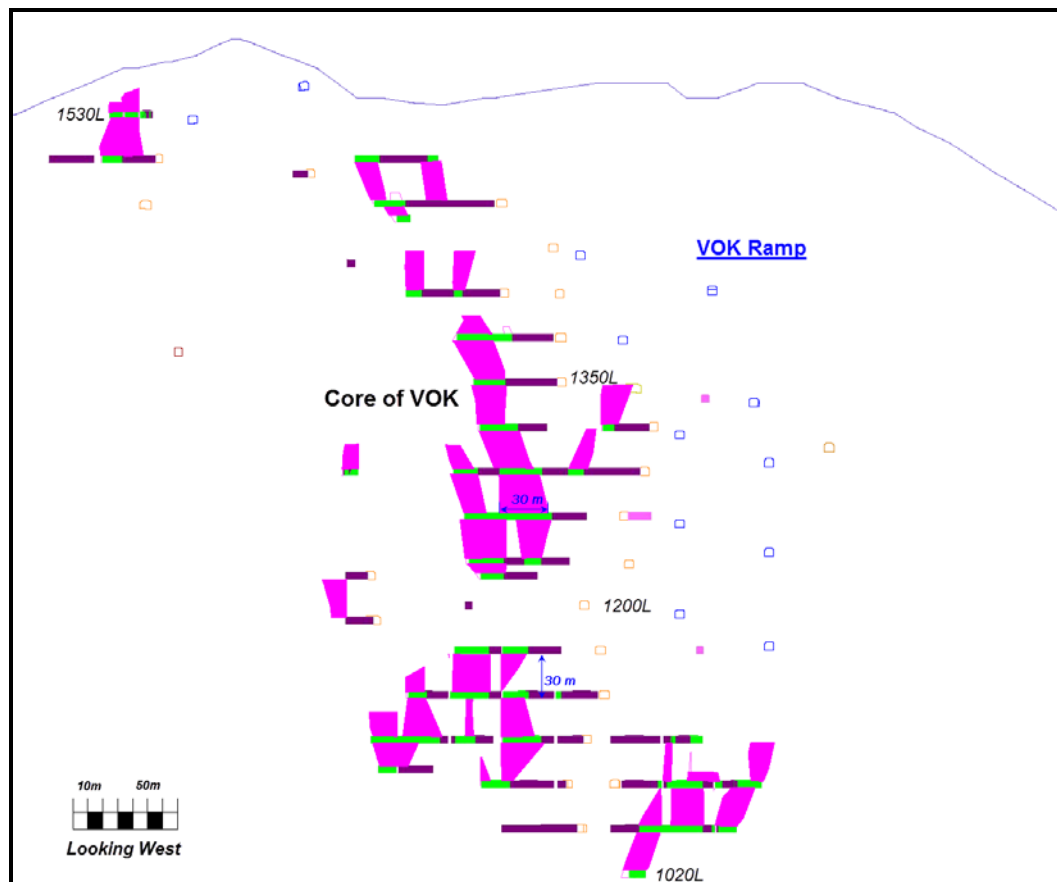 1530L
VOK Ramp
1350L
Core of VOK
30 m
1200L
30 m
10m 50m
Looking West
1020L